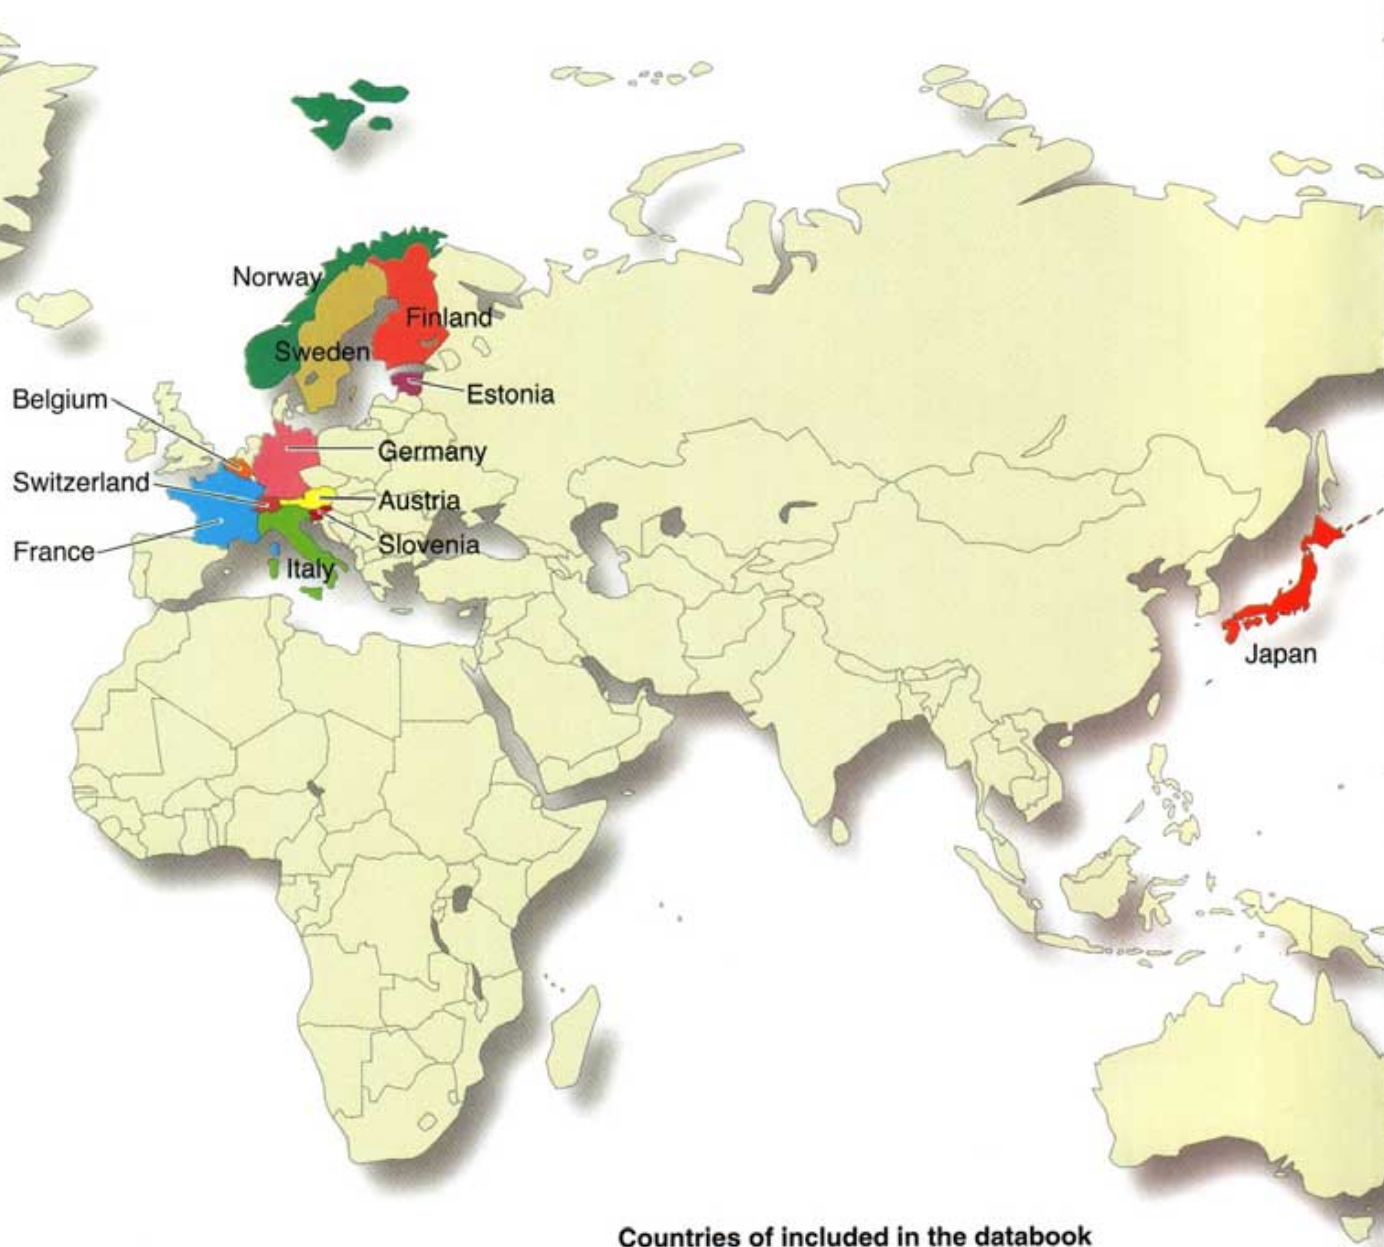 Norway
Finland
Sweden
Belgium
Estonia
Germany
Switzerland
Austria
Slovenia
France
Italy
Japan
Countries of included in the databook